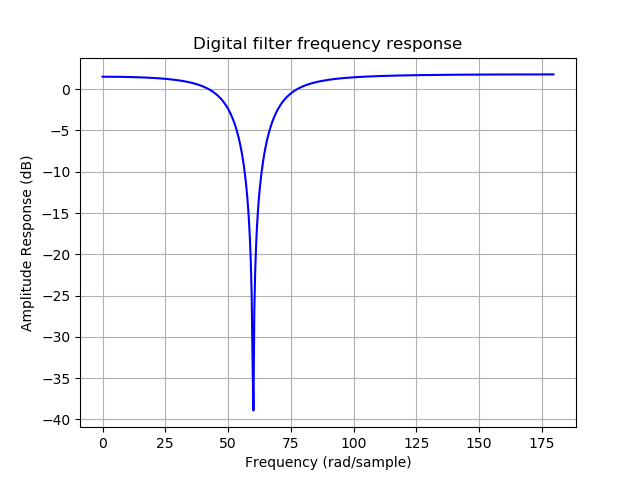 Digital filter frequency response
Amplitude Response (dB)
0
−5
−10
−15
−20
−25
−30
−35
−40
0 25 50 75 100 125 150 175
Frequency (rad/sample)